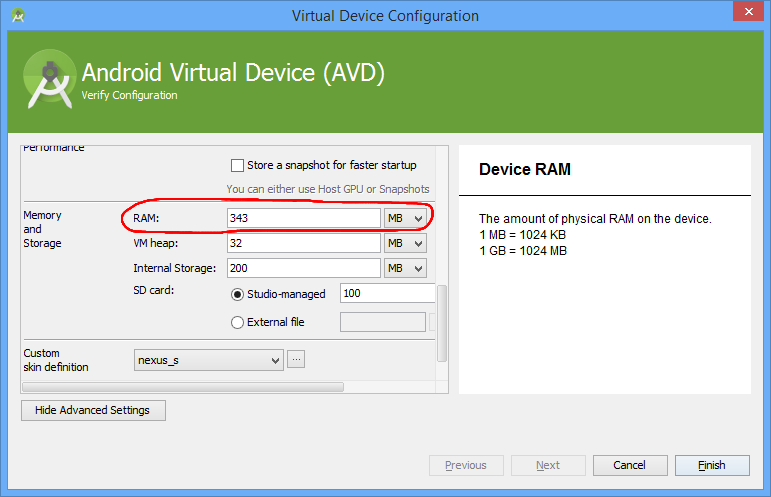 Virtual Device Configuration
Android Virtual Device (AVD)
Verify Configuration
Performance
Store a snapshot for faster startup
You can either use Host GPU or Snapshots
Memory
and
Storage
RAM: 343 MB
VM heap: 32 MB
Internal Storage: 200 MB
SD card: Studio-managed 100
External file
Custom
skin definition
nexus_s ...
Device RAM
The amount of physical RAM on the device.
1 MB = 1024 KB
1 GB = 1024 MB
Hide Advanced Settings
Previous Next Cancel Finish